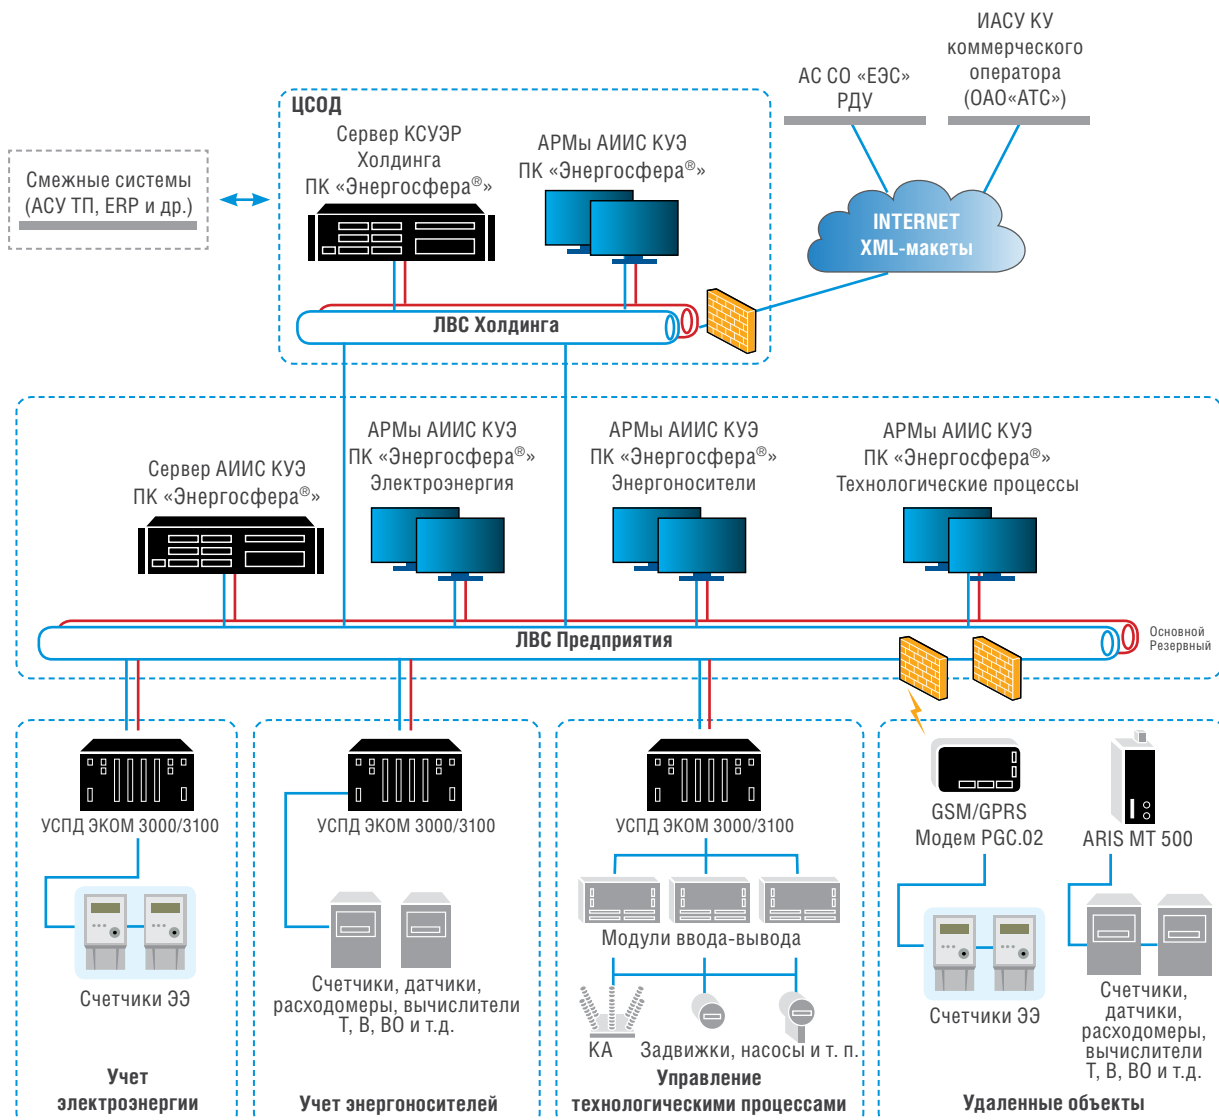 ИАСУ КУ
коммерческого
оператора
(ОАО«АТС»)
АС СО «ЕЭС»
РДУ
ЦСОД
Сервер КСУЭР
Холдинга
ПК «Энергосфера®»
АРМы АИИС КУЭ
ПК «Энергосфера®»
Смежные системы
(АСУ ТП, ERP и др.)
INTERNET
XML-макеты
ЛВС Холдинга
Сервер АИИС КУЭ
ПК «Энергосфера®»
АРМы АИИС КУЭ
ПК «Энергосфера®»
Электроэнергия
АРМы АИИС КУЭ
ПК «Энергосфера®»
Энергоносители
АРМы АИИС КУЭ
ПК «Энергосфера®»
Технологические процессы
ЛВС Предприятия
Основной
Резервный
УСПД ЭКОМ 3000/3100
Счетчики ЭЭ
Учет
электроэнергии
УСПД ЭКОМ 3000/3100
Счетчики, датчики,
расходомеры, вычислители
Т, В, ВО и т.д.
Учет энергоносителей
УСПД ЭКОМ 3000/3100
Модули ввода-вывода
КА
Задвижки, насосы и т. п.
Управление
технологическими процессами
GSM/GPRS
Модем PGC.02
Счетчики ЭЭ
ARIS MT 500
Счетчики,
датчики,
расходомеры,
вычислители
Т, В, ВО и т.д.
Удаленные объекты